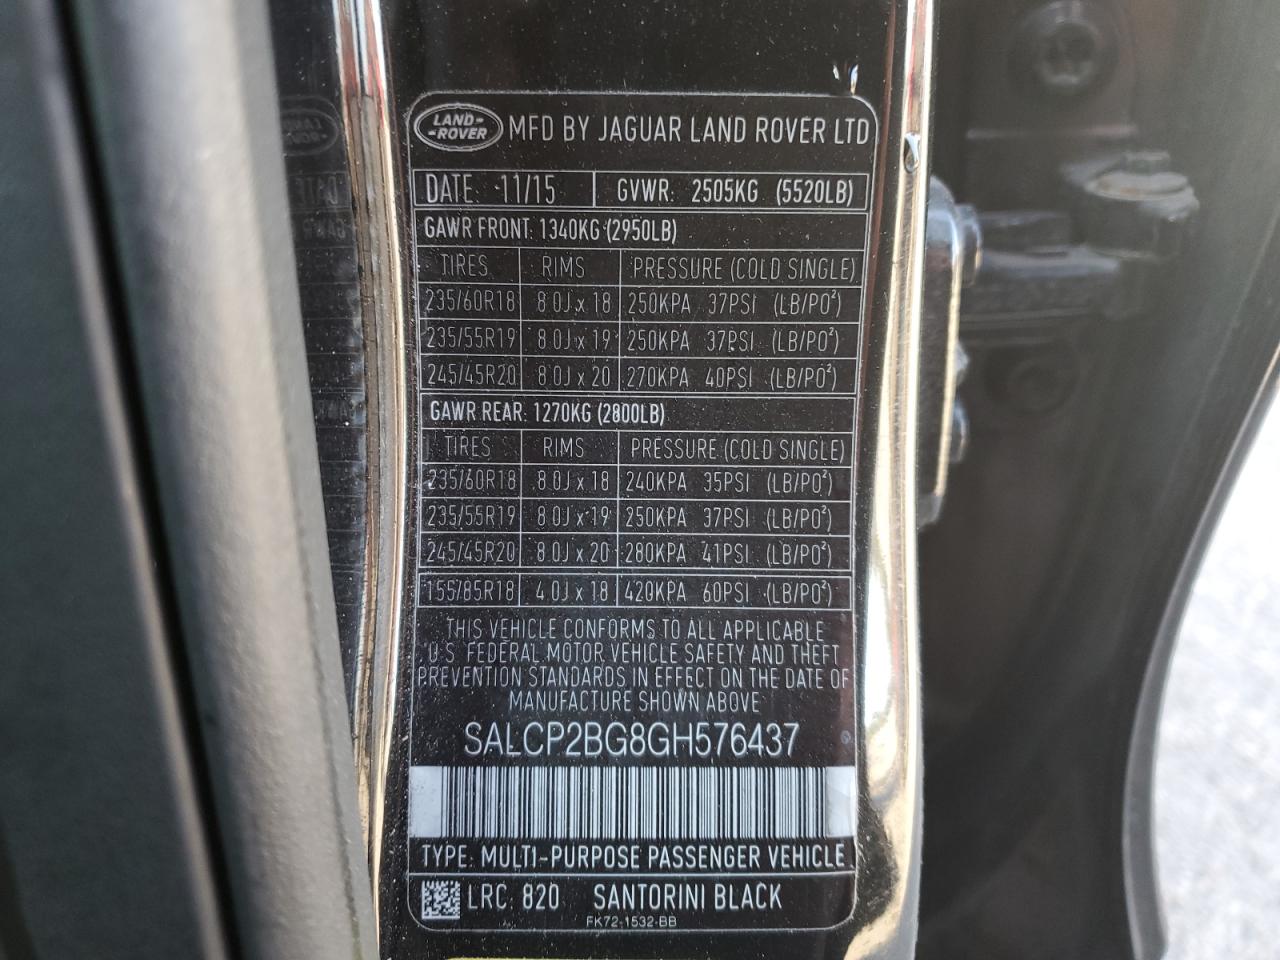 LAND-
-ROVER
MFD BY JAGUAR LAND ROVER LTD
DATE: 11/15 GVWR: 2505KG (5520LB)
GAWR FRONT: 1340KG (2950LB)
TIRES RIMS PRESSURE (COLD SINGLE)
235/60R18 8.0J x 18 250KPA 37PSI (LB/PO²)
235/55R19 8.0J x 19 250KPA 37PSI (LB/PO²)
245/45R20 8.0J x 20 270KPA 40PSI (LB/PO²)
GAWR REAR: 1270KG (2800LB)
TIRES RIMS PRESSURE (COLD SINGLE)
235/60R18 8.0J x 18 240KPA 35PSI (LB/PO²)
235/55R19 8.0J x 19 250KPA 37PSI (LB/PO²)
245/45R20 8.0J x 20 280KPA 41PSI (LB/PO²)
155/85R18 4.0J x 18 420KPA 60PSI (LB/PO²)
THIS VEHICLE CONFORMS TO ALL APPLICABLE
U.S. FEDERAL MOTOR VEHICLE SAFETY AND THEFT
PREVENTION STANDARDS IN EFFECT ON THE DATE OF
MANUFACTURE SHOWN ABOVE
SALCP2BG8GH576437
TYPE: MULTI-PURPOSE PASSENGER VEHICLE
LRC: 820 SANTORINI BLACK
FK72-1532-BB